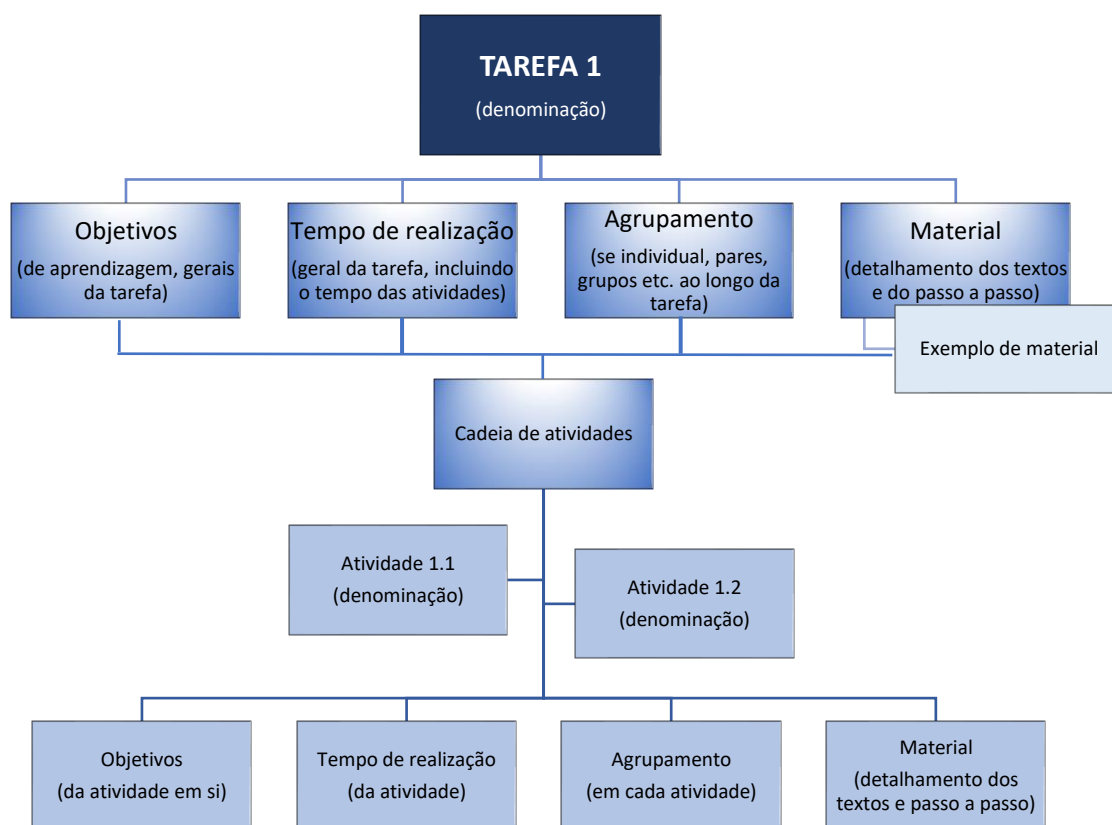 TAREFA 1
(denominação)
Objetivos
(de aprendizagem, gerais
da tarefa)
Tempo de realização
(geral da tarefa, incluindo
o tempo das atividades)
Agrupamento
(se individual, pares,
grupos etc. ao longo da
tarefa)
Material
(detalhamento dos textos
e do passo a passo)
Exemplo de material
Cadeia de atividades
Atividade 1.1
(denominação)
Atividade 1.2
(denominação)
Objetivos
(da atividade em si)
Tempo de realização
(da atividade)
Agrupamento
(em cada atividade)
Material
(detalhamento dos
textos e passo a passo)